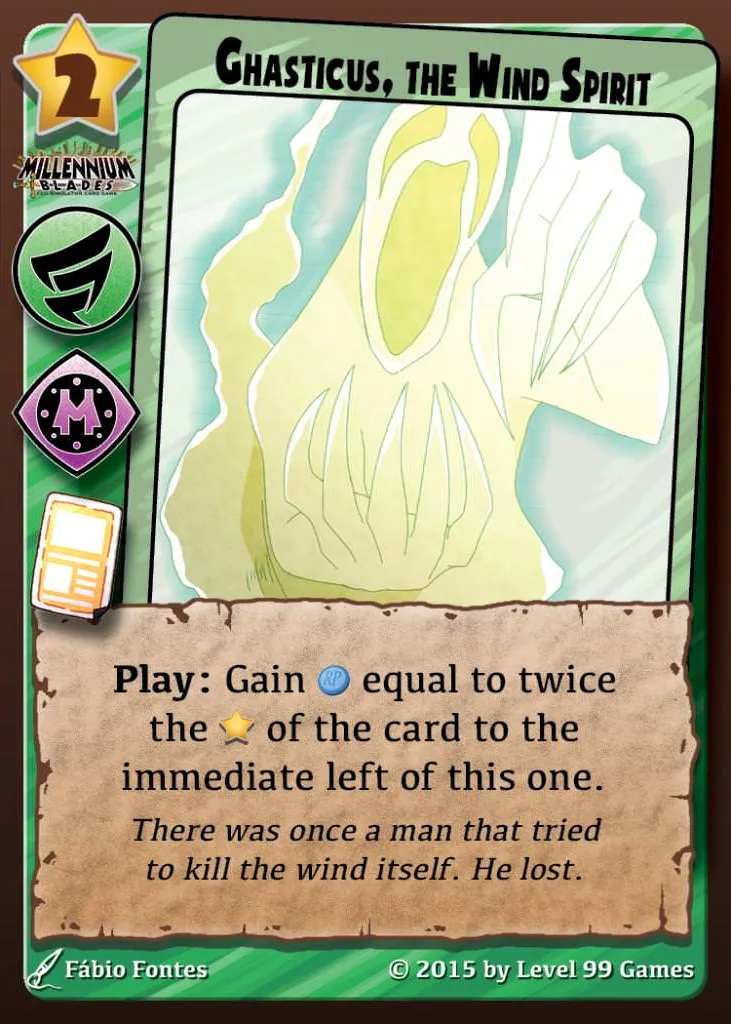 2
Ghasticus, the Wind Spirit
MILLENNIUM
BLADES
M
Play: Gain RP equal to twice
the of the card to the
immediate left of this one.
There was once a man that tried
to kill the wind itself. He lost.
Fábio Fontes
© 2015 by Level 99 Games